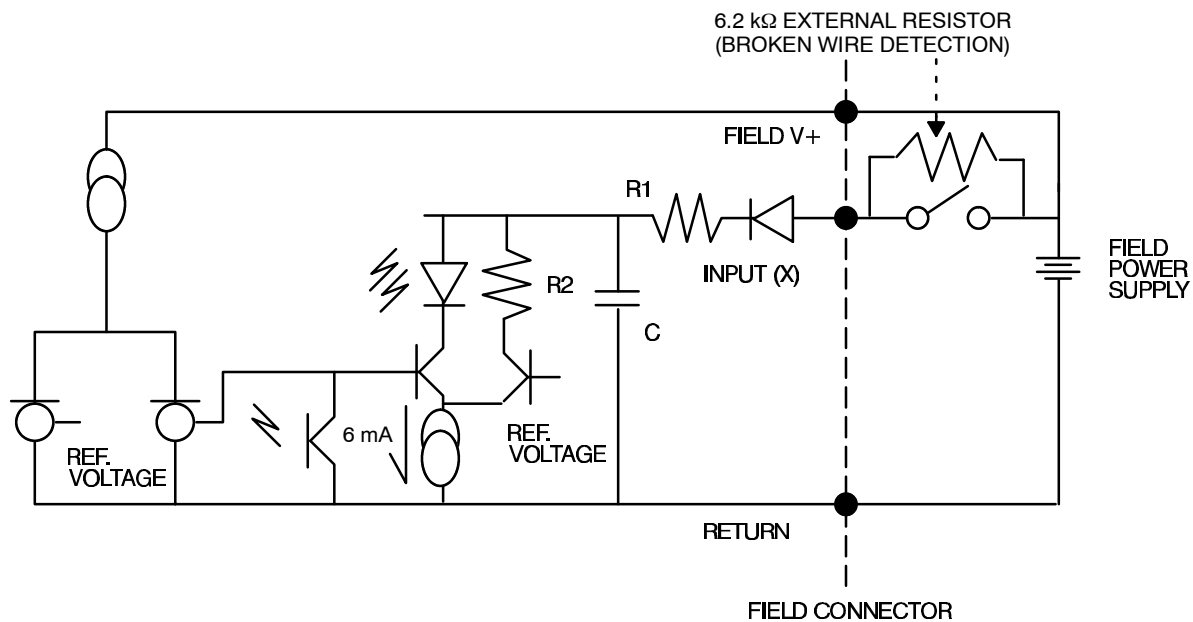 6.2 kΩ EXTERNAL RESISTOR
(BROKEN WIRE DETECTION)
FIELD V+
R1
INPUT (X)
R2
C
FIELD
POWER
SUPPLY
6 mA
REF.
VOLTAGE
REF.
VOLTAGE
RETURN
FIELD CONNECTOR